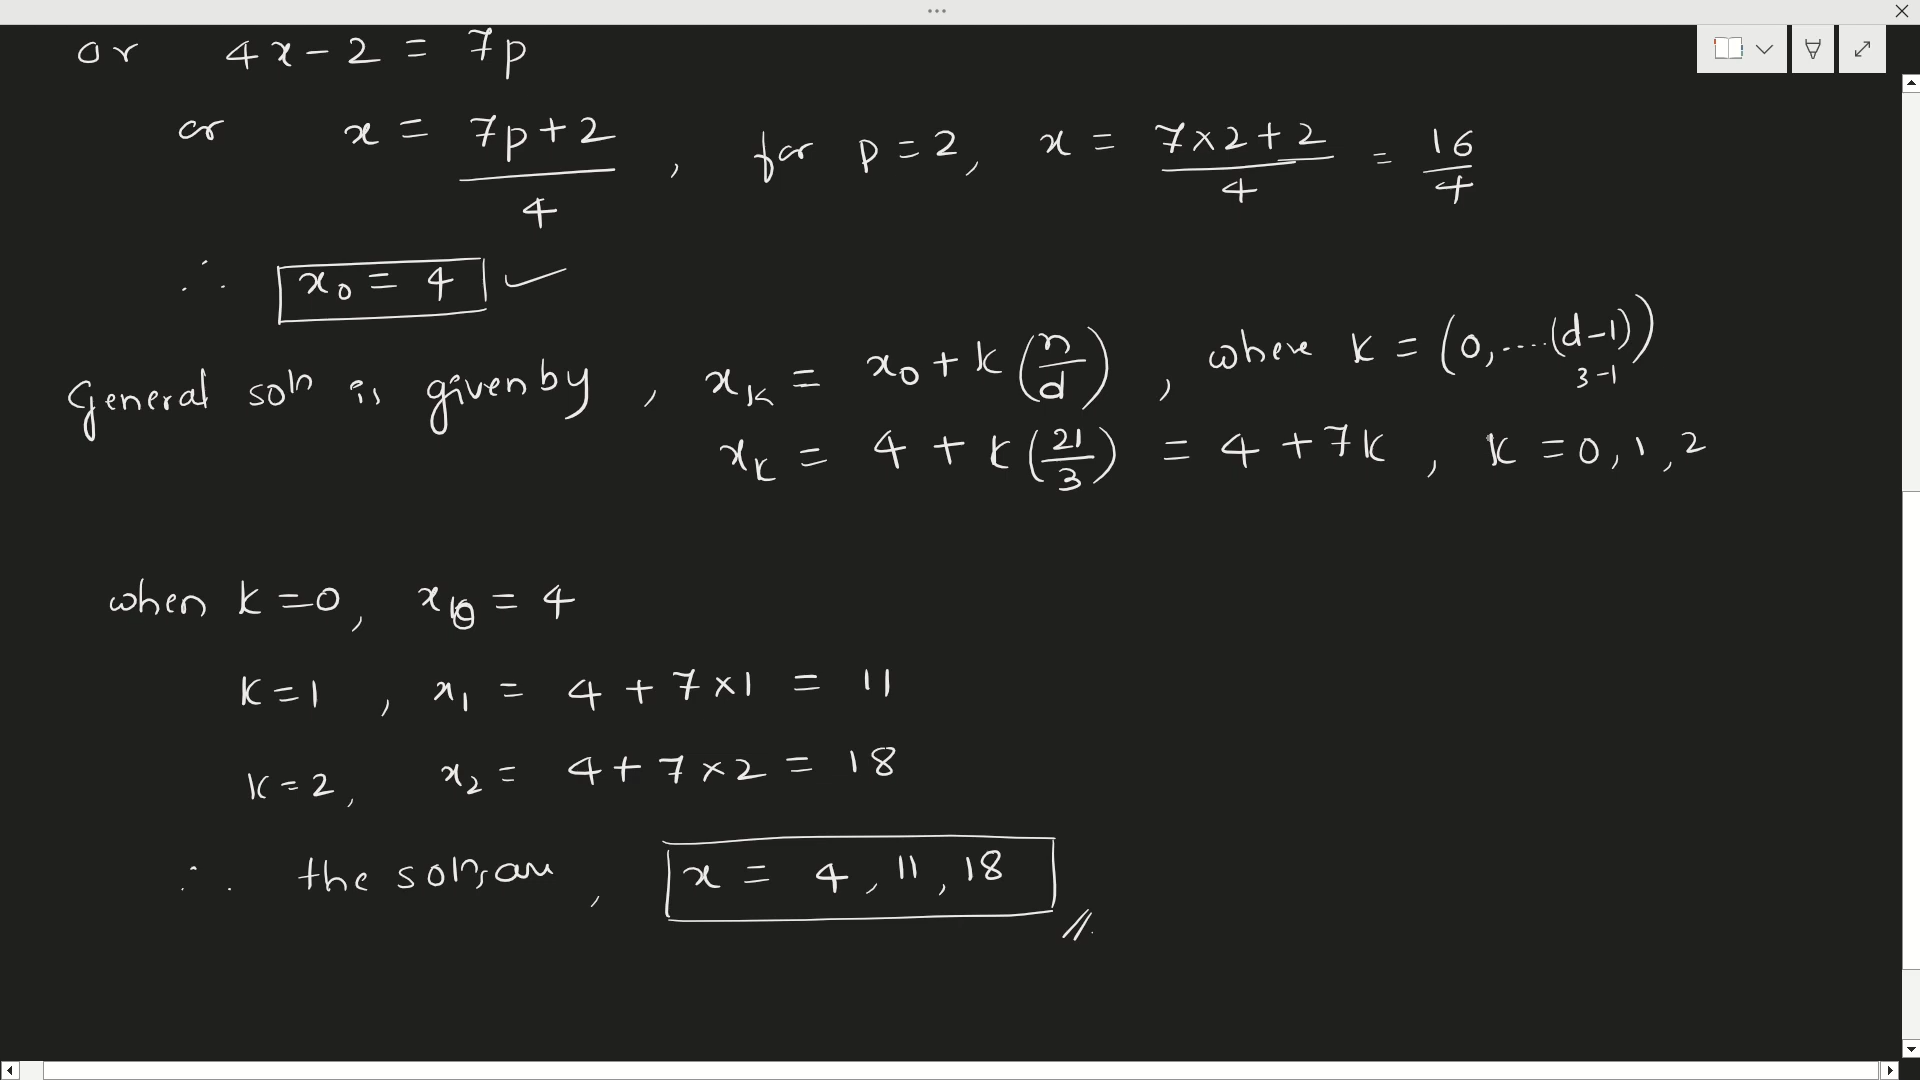 or 4x - 2 = 7p
or x = (7p + 2)/4 , for p = 2, x = (7×2+2)/4 = 16/4
∴ x₀ = 4 ✓
General solⁿ is given by , x_k = x₀ + k(n/d) , where k = (0,....(d-1))
3-1
x_k = 4 + k(21/3) = 4 + 7k , k = 0, 1, 2
when k = 0, x₀ = 4
k = 1 , x₁ = 4 + 7 × 1 = 11
k = 2, x₂ = 4 + 7 × 2 = 18
∴ the solⁿs are , x = 4 , 11 , 18 //.